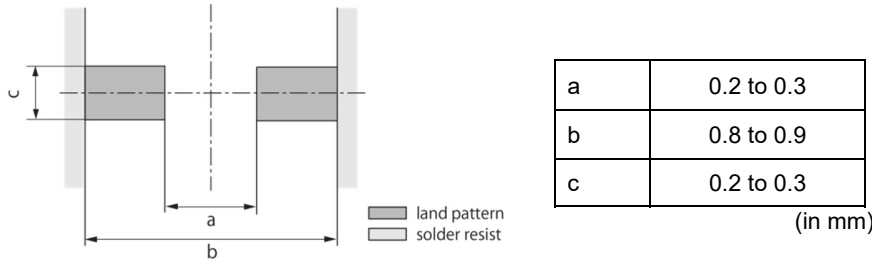 c
a
b
land pattern
solder resist
a 0.2 to 0.3
b 0.8 to 0.9
c 0.2 to 0.3
(in mm)